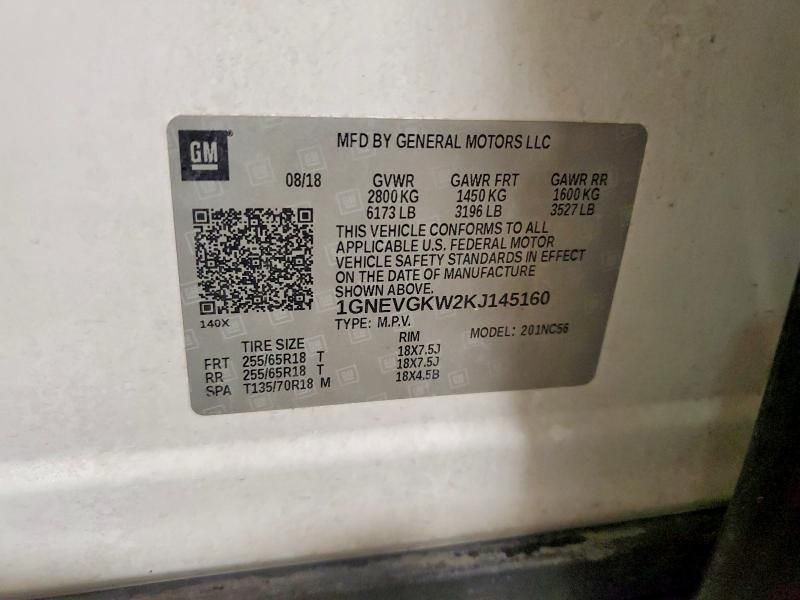 GM
MFD BY GENERAL MOTORS LLC
08/18 GVWR GAWR FRT GAWR RR
2800 KG 1450 KG 1600 KG
6173 LB 3196 LB 3527 LB
THIS VEHICLE CONFORMS TO ALL
APPLICABLE U.S. FEDERAL MOTOR
VEHICLE SAFETY STANDARDS IN EFFECT
ON THE DATE OF MANUFACTURE
SHOWN ABOVE.
1GNEVGKW2KJ145160
140X
TYPE: M.P.V. MODEL: 201NC56
TIRE SIZE RIM
FRT 255/65R18 T 18X7.5J
RR 255/65R18 T 18X7.5J
SPA T135/70R18 M 18X4.5B